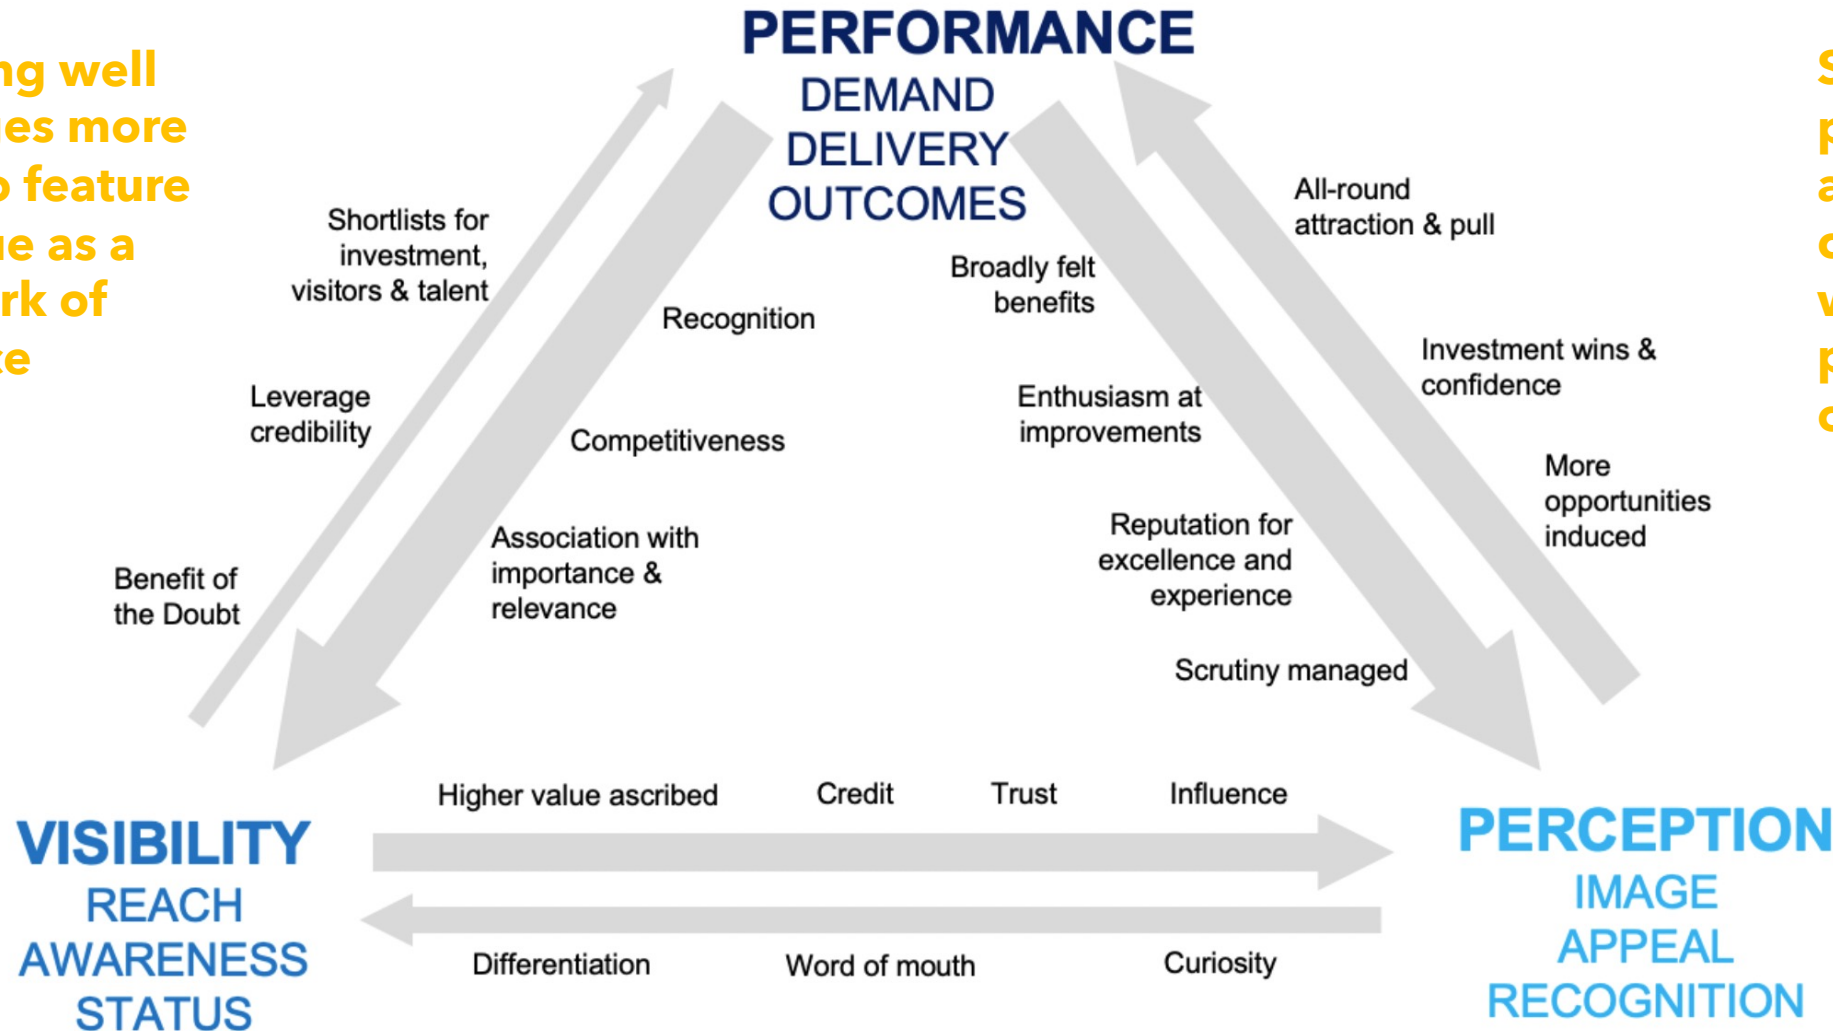 PERFORMANCE
DEMAND
DELIVERY
OUTCOMES
well
more
feature
as a
of
Shortlists for
investment,
visitors & talent
Leverage
credibility
Benefit of
the Doubt
Recognition
Competitiveness
Association with
importance &
relevance
Broadly felt
benefits
Enthusiasm at
improvements
Reputation for
excellence and
experience
Scrutiny managed
All-round
attraction & pull
Investment wins &
confidence
More
opportunities
induced
Higher value ascribed Credit Trust Influence
Differentiation Word of mouth Curiosity
VISIBILITY
REACH
AWARENESS
STATUS
PERCEPTION
IMAGE
APPEAL
RECOGNITION